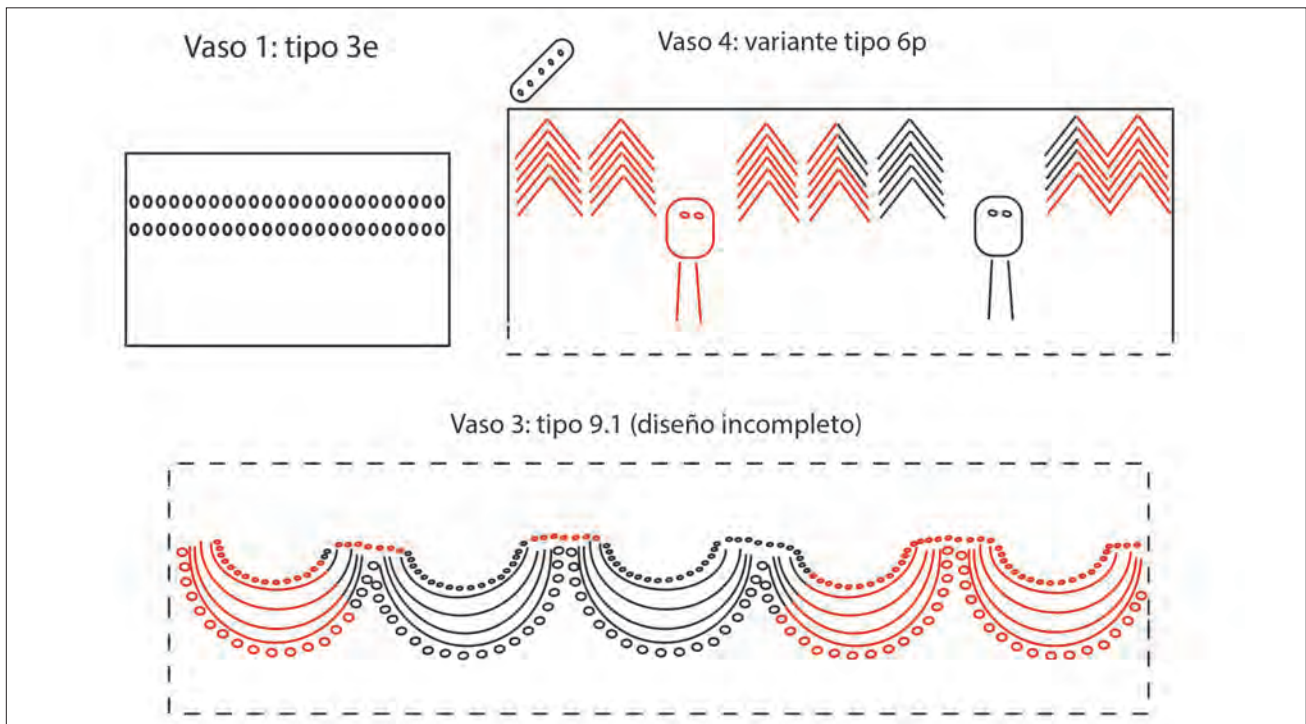 Vaso 1: tipo 3e
Vaso 4: variante tipo 6p
Vaso 3: tipo 9.1 (diseño incompleto)